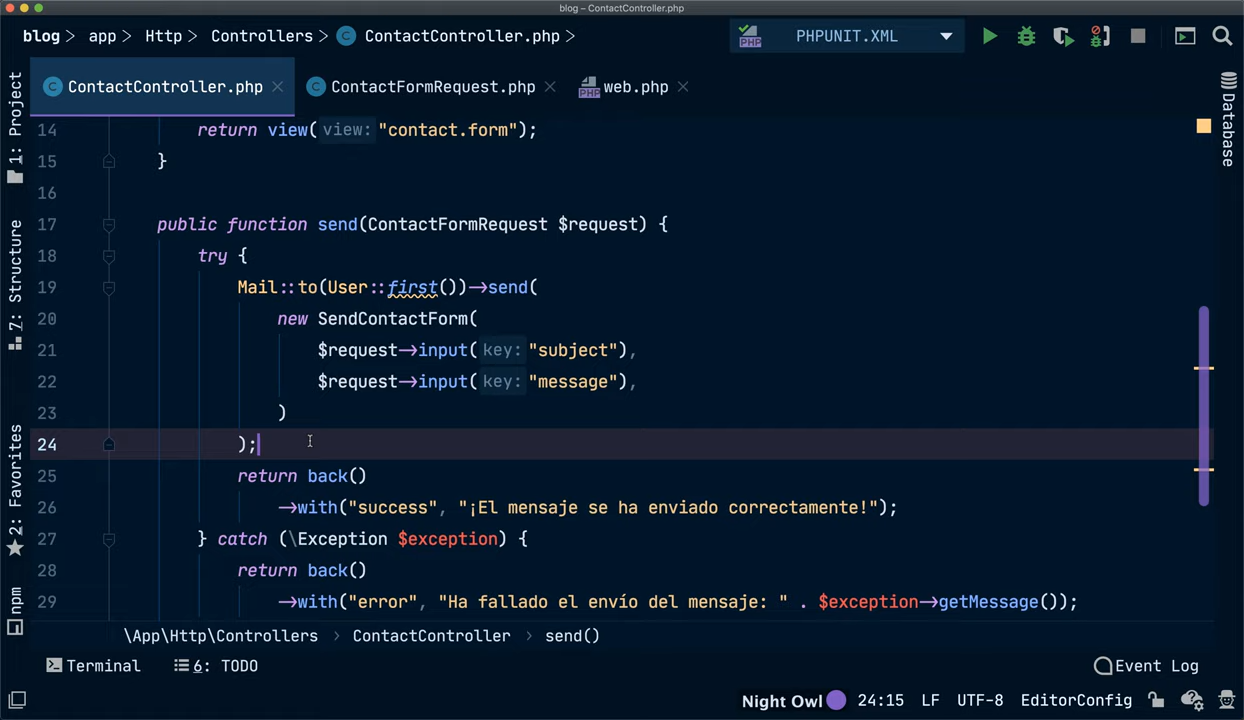 blog – ContactController.php
blog > app > Http > Controllers > C ContactController.php >
PHP PHPUNIT.XML
C ContactController.php ×
C ContactFormRequest.php ×
PHP web.php ×
1: Project
7: Structure
2: Favorites
npm
Database
14 return view( view: "contact.form");
15 }
16
17 public function send(ContactFormRequest $request) {
18 try {
19 Mail::to(User::first())->send(
20 new SendContactForm(
21 $request->input( key: "subject"),
22 $request->input( key: "message"),
23 )
24 );
25 return back()
26 ->with("success", "¡El mensaje se ha enviado correctamente!");
27 } catch (\Exception $exception) {
28 return back()
29 ->with("error", "Ha fallado el envío del mensaje: " . $exception->getMessage());
\App\Http\Controllers > ContactController > send()
Terminal 6: TODO Event Log
Night Owl 24:15 LF UTF-8 EditorConfig